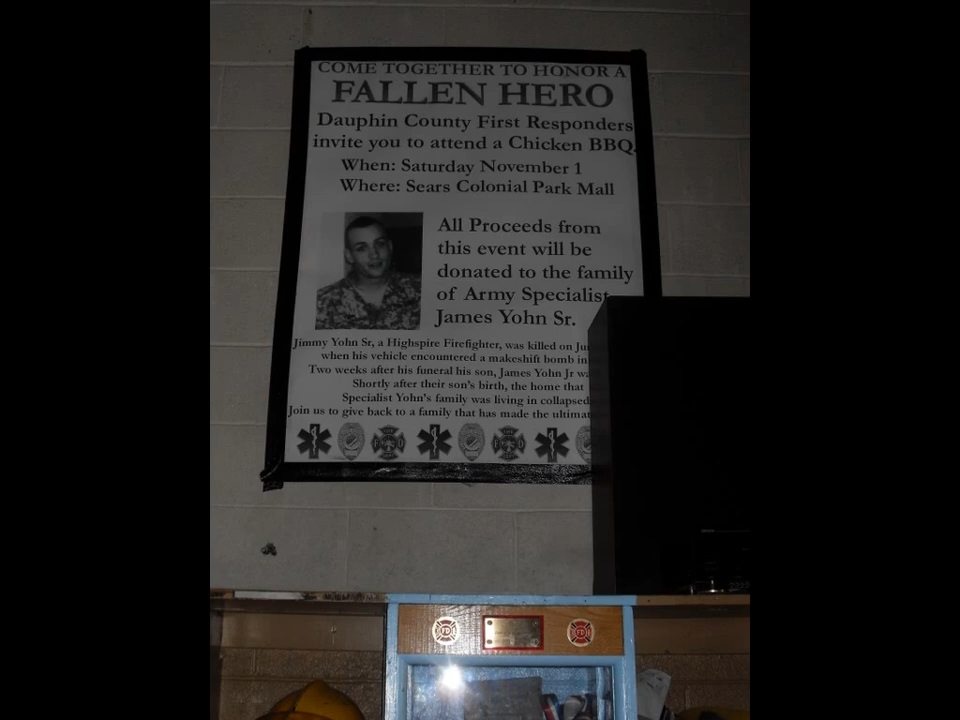 COME TOGETHER TO HONOR A
FALLEN HERO
Dauphin County First Responders
invite you to attend a Chicken BBQ.
When: Saturday November 1
Where: Sears Colonial Park Mall
All Proceeds from
this event will be
donated to the family
of Army Specialist
James Yohn Sr.
Jimmy Yohn Sr, a Highspire Firefighter, was killed on
when his vehicle encountered a makeshift bomb in
Two weeks after his funeral his son, James Yohn Jr
Shortly after their son's birth, the home that
Specialist Yohn's family was living in collapsed
Join us to give back to a family that has made the
F D
F D
FD
FD